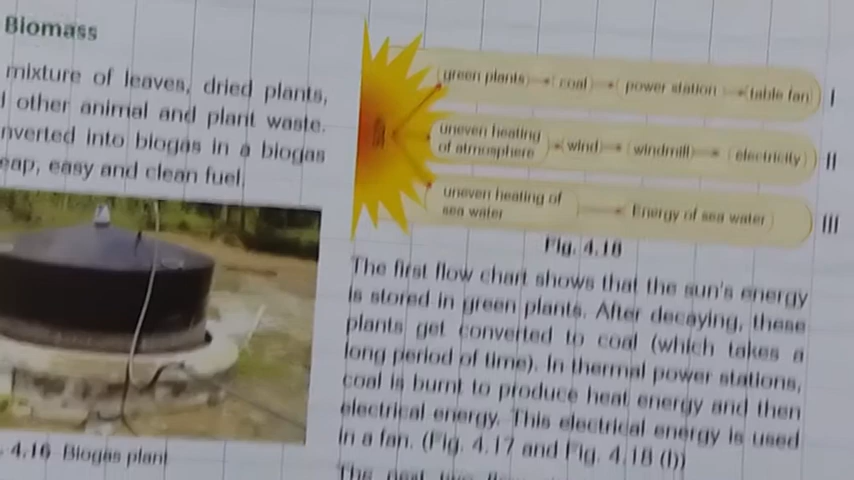 Biomass
mixture of leaves, dried plants,
other animal and plant waste.
nverted into biogas in a biogas
eap, easy and clean fuel.
4.16 Biogas plant
green plants coal power station table fan I
uneven heating
of atmosphere wind windmill electricity II
uneven heating of
sea water Energy of sea water III
Fig. 4.18
The first flow chart shows that the sun's energy
is stored in green plants. After decaying, these
plants get converted to coal (which takes a
long period of time). In thermal power stations,
coal is burnt to produce heat energy and then
electrical energy. This electrical energy is used
in a fan. (Fig. 4.17 and Fig. 4.18 (I))
The next two